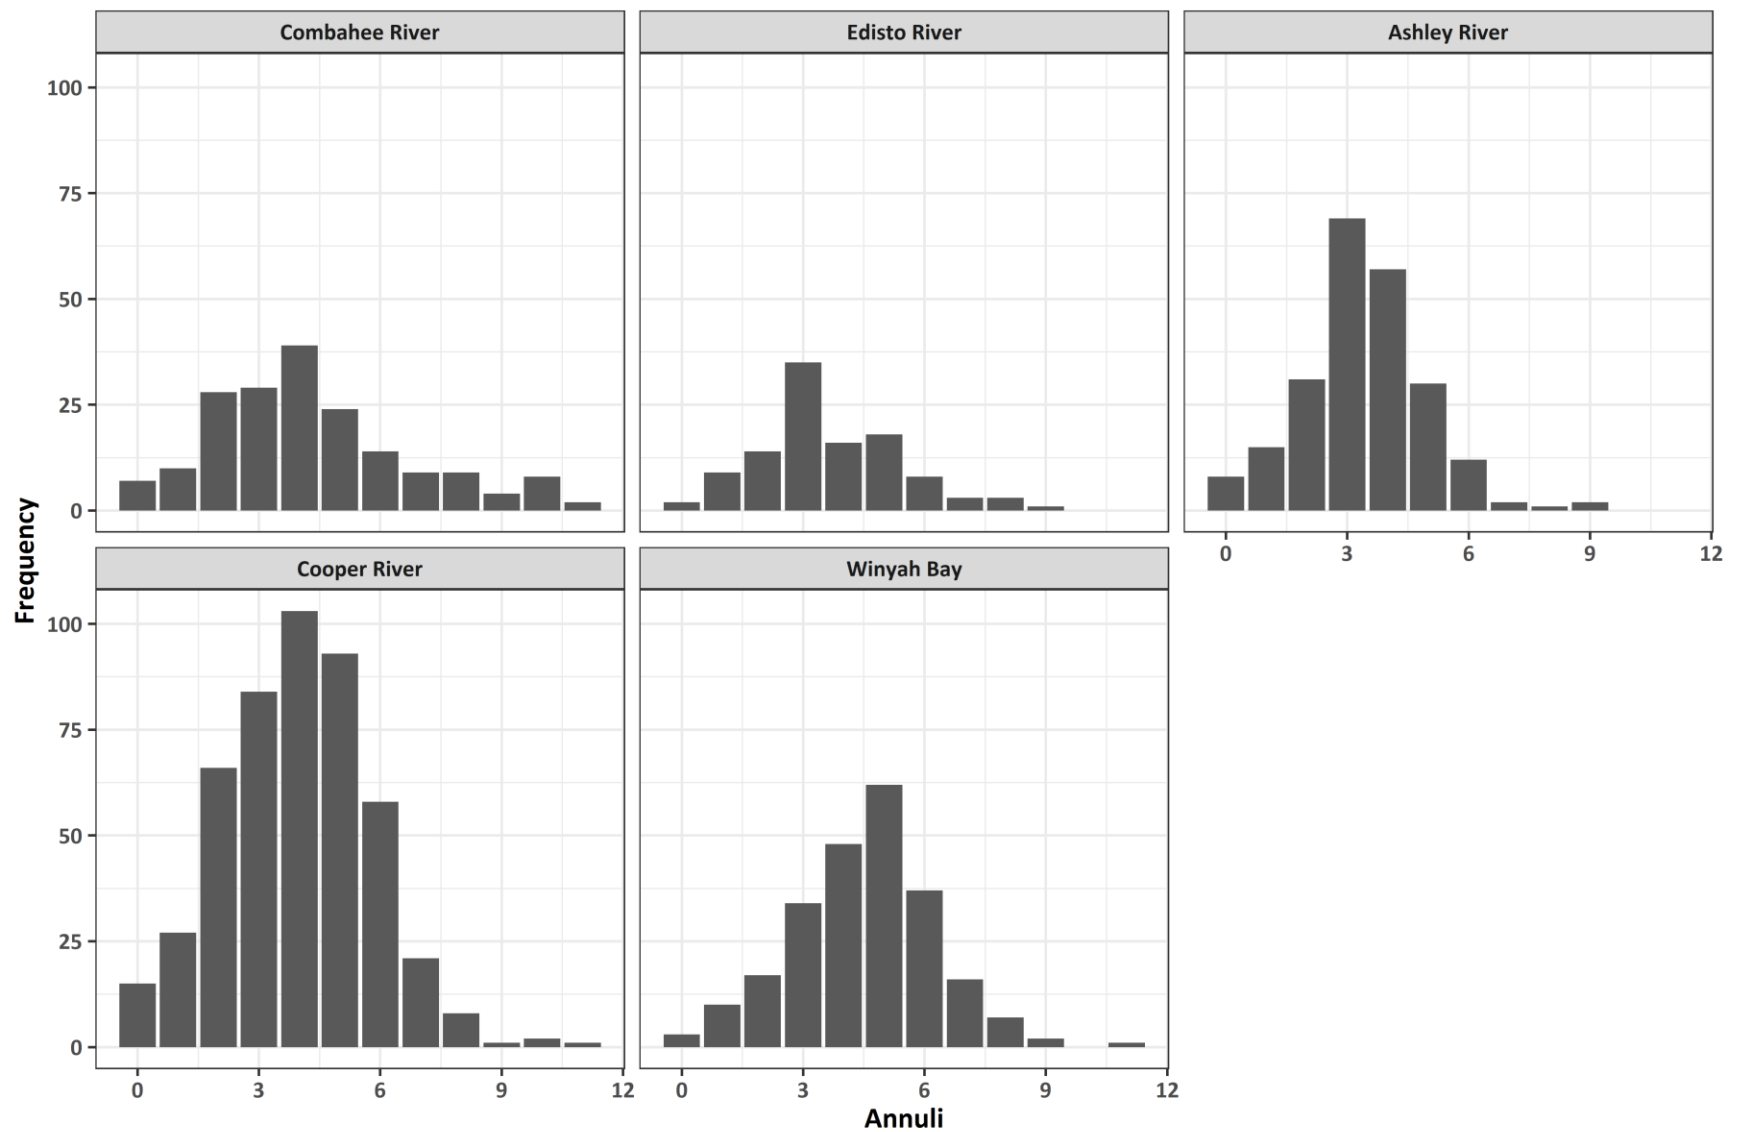 Combahee River Edisto River Ashley River
100
75
50
25
0
0 3 6 9 12
Frequency
Cooper River Winyah Bay
100
75
50
25
0
0 3 6 9 12 0 3 6 9 12
Annuli